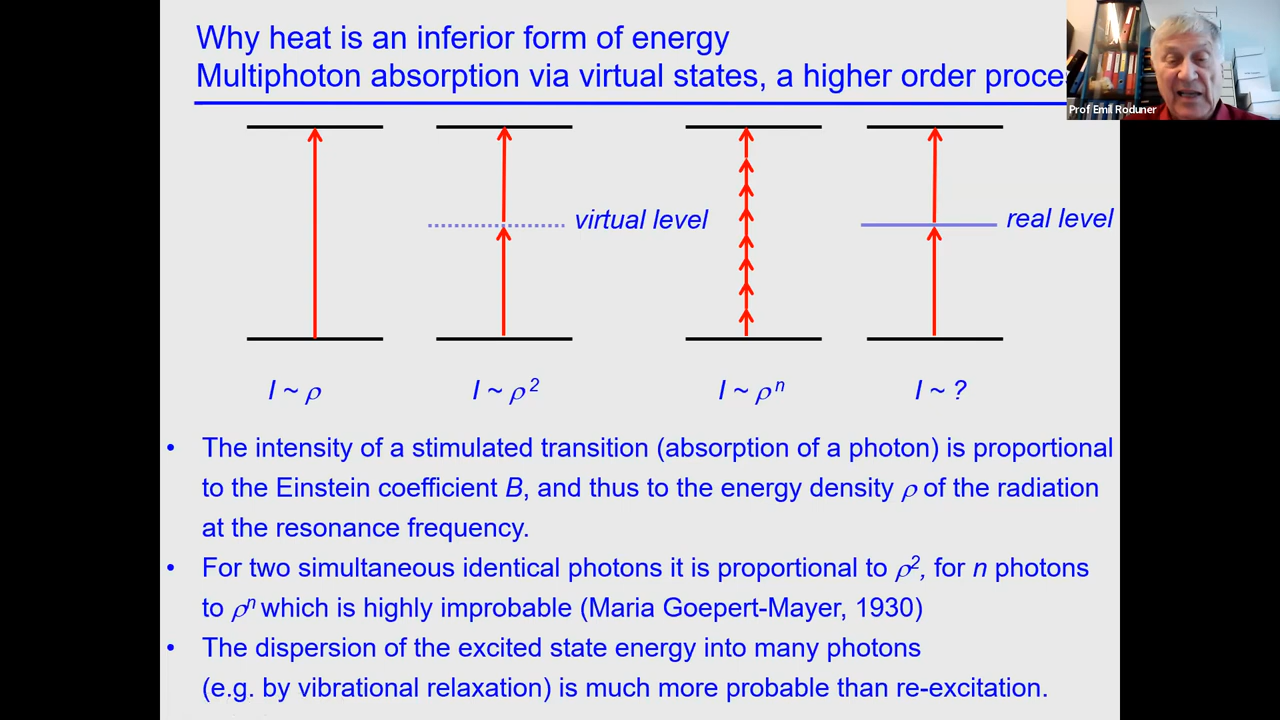 Why heat is an inferior form of energy
Multiphoton absorption via virtual states, a higher order proce
Prof Emil Roduner
virtual level
real level
I ~ ρ
I ~ ρ²
I ~ ρⁿ
I ~ ?
• The intensity of a stimulated transition (absorption of a photon) is proportional
to the Einstein coefficient B, and thus to the energy density ρ of the radiation
at the resonance frequency.
• For two simultaneous identical photons it is proportional to ρ², for n photons
to ρⁿ which is highly improbable (Maria Goepert-Mayer, 1930)
• The dispersion of the excited state energy into many photons
(e.g. by vibrational relaxation) is much more probable than re-excitation.